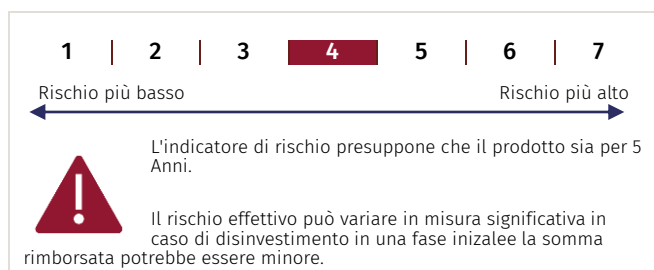 1 | 2 | 3 | 4 | 5 | 6 | 7
Rischio più basso Rischio più alto
L'indicatore di rischio presuppone che il prodotto sia per 5
Anni.
Il rischio effettivo può variare in misura significativa in
caso di disinvestimento in una fase inizalee la somma
rimborsata potrebbe essere minore.